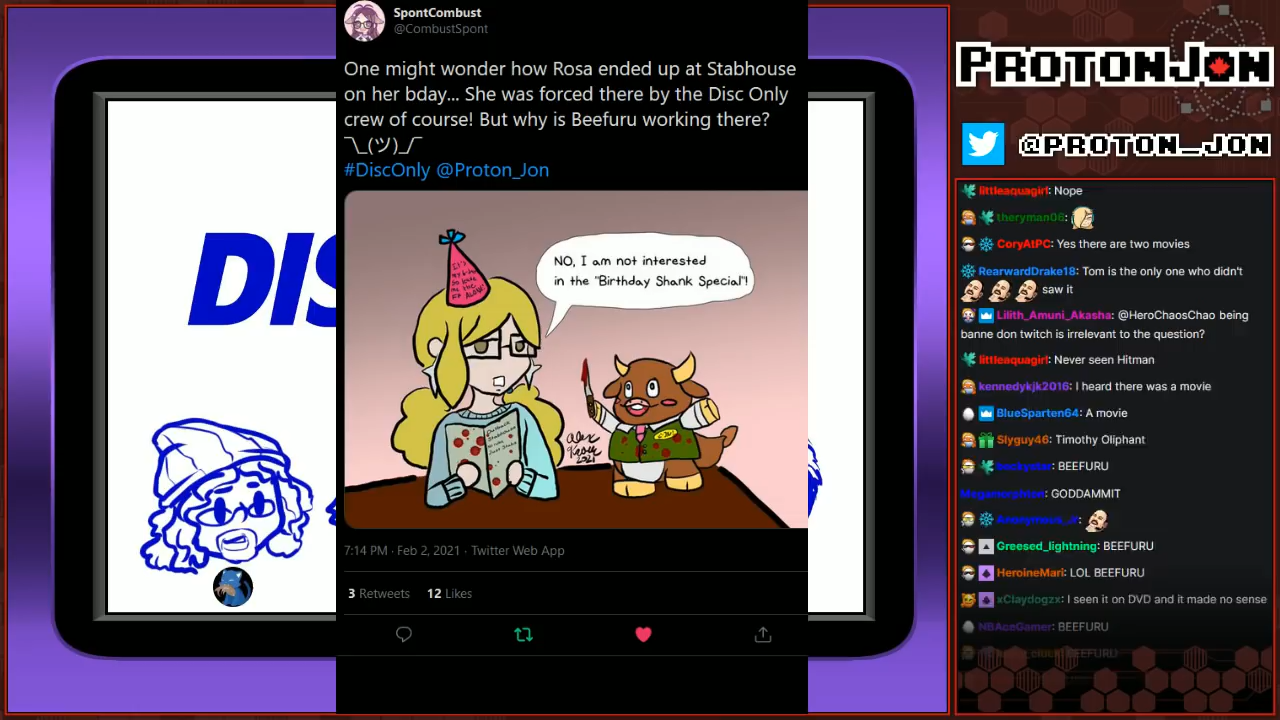 SpontCombust
@CombustSpont
One might wonder how Rosa ended up at Stabhouse
on her bday... She was forced there by the Disc Only
crew of course! But why is Beefuru working there?
¯\_(ツ)_/¯
#DiscOnly @Proton_Jon
NO, I am not interested
in the "Birthday Shank Special"!
It's
my b-day
Alex
2021
7:14 PM · Feb 2, 2021 · Twitter Web App
3 Retweets 12 Likes
DIS
PROTONJON
@PROTON_JON
littleaquagirl: Nope
theryman06:
CoryAtPC: Yes there are two movies
RearwardDrake18: Tom is the only one who didn't
saw it
Lilith_Amuni_Akasha: @HeroChaosChao being
banne don twitch is irrelevant to the question?
littleaquagirl: Never seen Hitman
kennedykjk2016: I heard there was a movie
BlueSparten64: A movie
Slyguy46: Timothy Oliphant
BEEFURU
GODDAMMIT
Greesed_lightning: BEEFURU
HeroineMari: LOL BEEFURU
xClaydogzx: I seen it on DVD and it made no sense
NBAceGamer: BEEFURU
BEEFURU